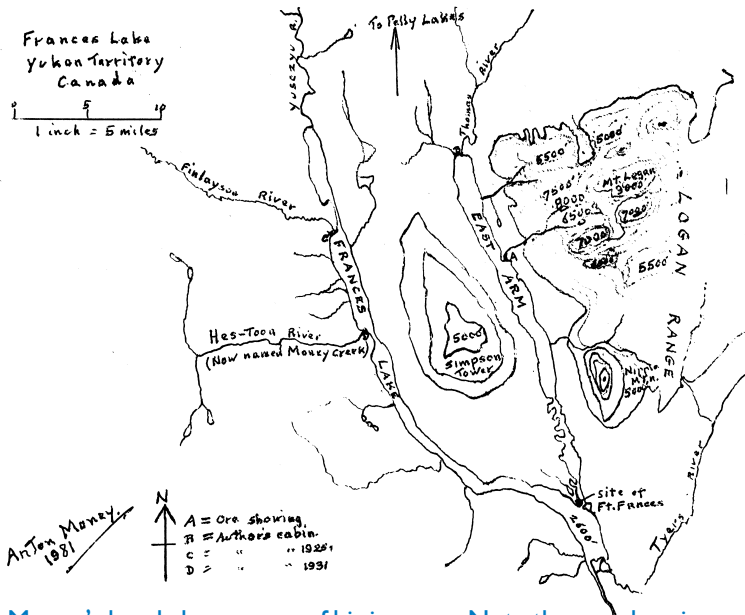 Frances Lake
Yukon Territory
Canada
0 5 10
1 inch = 5 miles
To Pelly Lakes
YUSEZYU R.
Thomas River
Finlayson River
FRANCES
LAKE
EAST
ARM
Hes-Toon River
(Now named Money Creek)
5000'
Simpson
Tower
6500'
5000'
7500'
8000
6500'
Mt. Logan
9000'
7000'
7000'
5500'
LOGAN
RANGE
A
B
Nipple
Mt'n.
5000'
Tyers River
site of
Ft. Frances
2600'
Anton Money.
1981
N
A = Ore showing
B = Author's cabin.
C = " " 1925
D = " " 1931